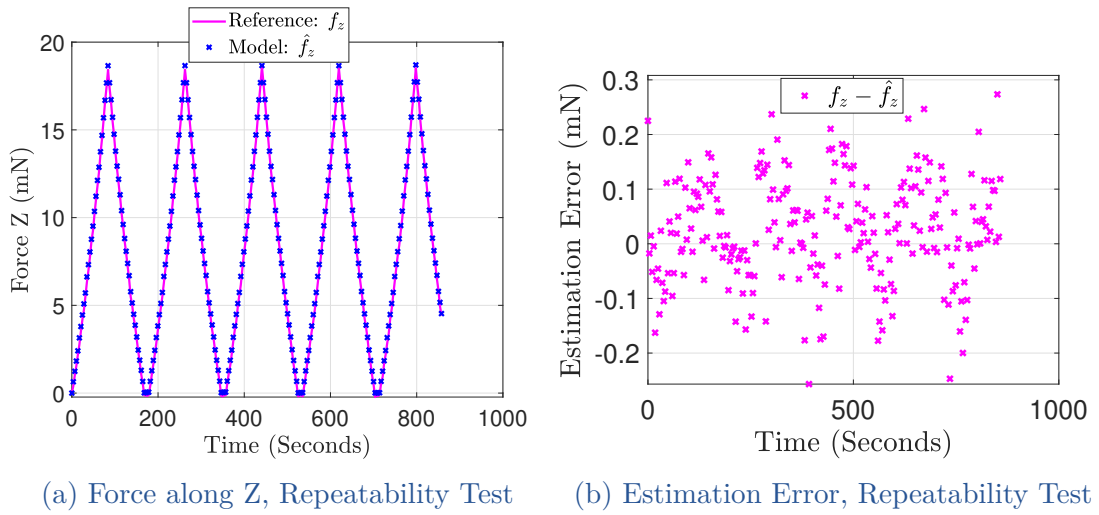 Reference: f_z
Model: f̂_z
Force Z (mN)
20
15
10
5
0
0 200 400 600 800 1000
Time (Seconds)
(a) Force along Z, Repeatability Test
f_z − f̂_z
Estimation Error (mN)
0.3
0.2
0.1
0
-0.1
-0.2
0 500 1000
Time (Seconds)
(b) Estimation Error, Repeatability Test